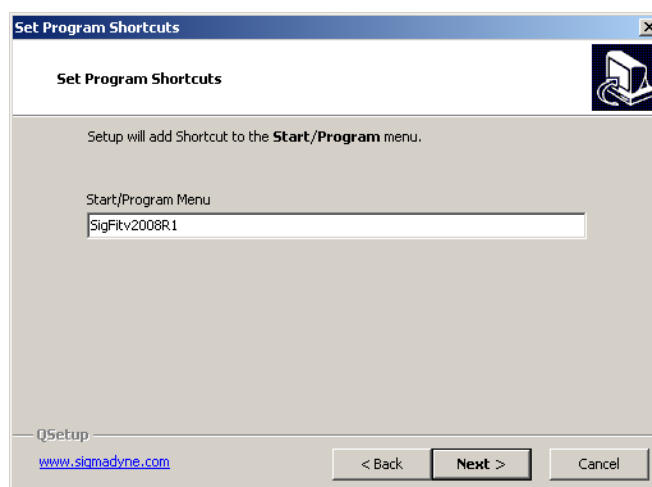 Set Program Shortcuts
Set Program Shortcuts
Setup will add Shortcut to the Start/Program menu.
Start/Program Menu
SigFitv2008R1
QSetup
www.sigmadyne.com
< Back
Next >
Cancel